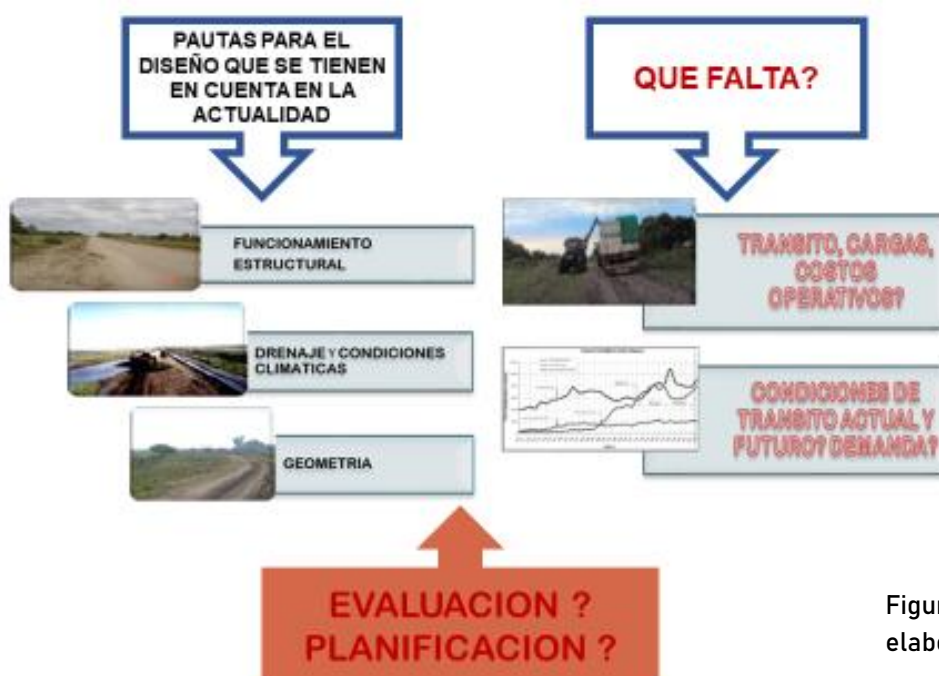 PAUTAS PARA EL
DISEÑO QUE SE TIENEN
EN CUENTA EN LA
ACTUALIDAD
QUE FALTA?
FUNCIONAMIENTO
ESTRUCTURAL
TRANSITO, CARGAS,
COSTOS
OPERATIVOS?
DRENAJE Y CONDICIONES
CLIMATICAS
CONDICIONES DE
TRANSITO ACTUAL Y
FUTURO? DEMANDA?
GEOMETRIA
EVALUACION ?
PLANIFICACION ?
Figur
elabo